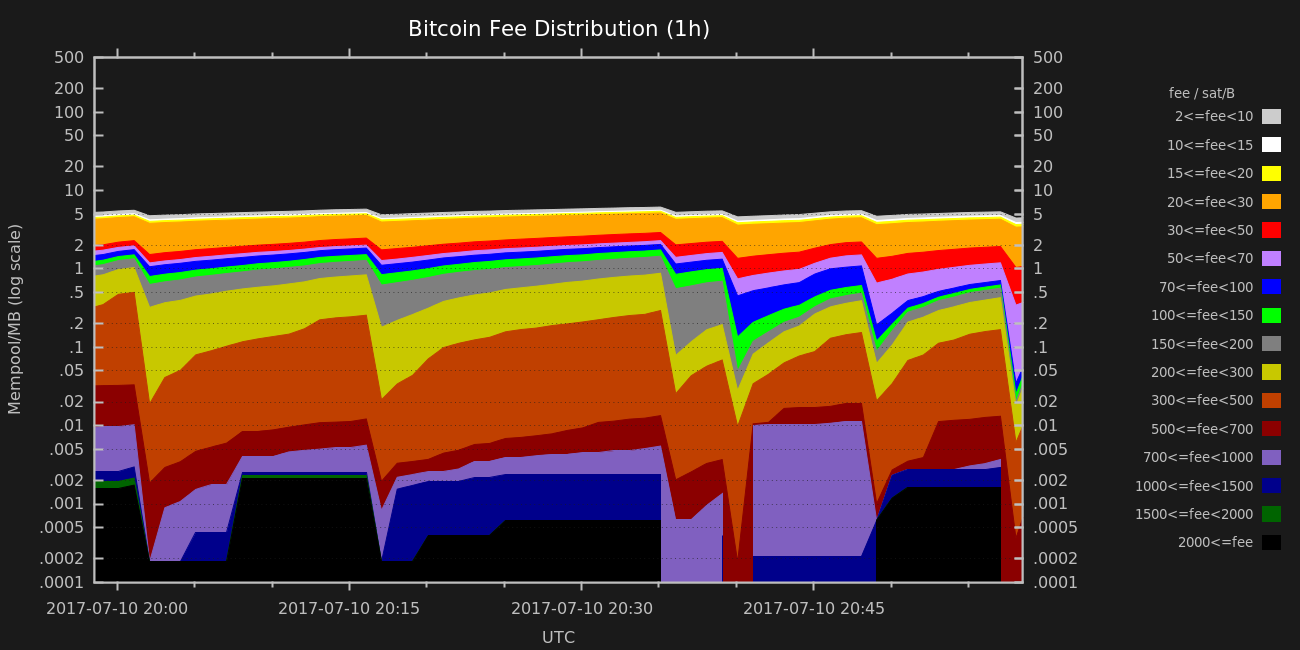 Bitcoin Fee Distribution (1h)
Mempool/MB (log scale)
500
200
100
50
20
10
5
2
1
.5
.2
.1
.05
.02
.01
.005
.002
.001
.0005
.0002
.0001
500
200
100
50
20
10
5
2
1
.5
.2
.1
.05
.02
.01
.005
.002
.001
.0005
.0002
.0001
2017-07-10 20:00
2017-07-10 20:15
2017-07-10 20:30
2017-07-10 20:45
UTC
fee / sat/B
2<=fee<10
10<=fee<15
15<=fee<20
20<=fee<30
30<=fee<50
50<=fee<70
70<=fee<100
100<=fee<150
150<=fee<200
200<=fee<300
300<=fee<500
500<=fee<700
700<=fee<1000
1000<=fee<1500
1500<=fee<2000
2000<=fee